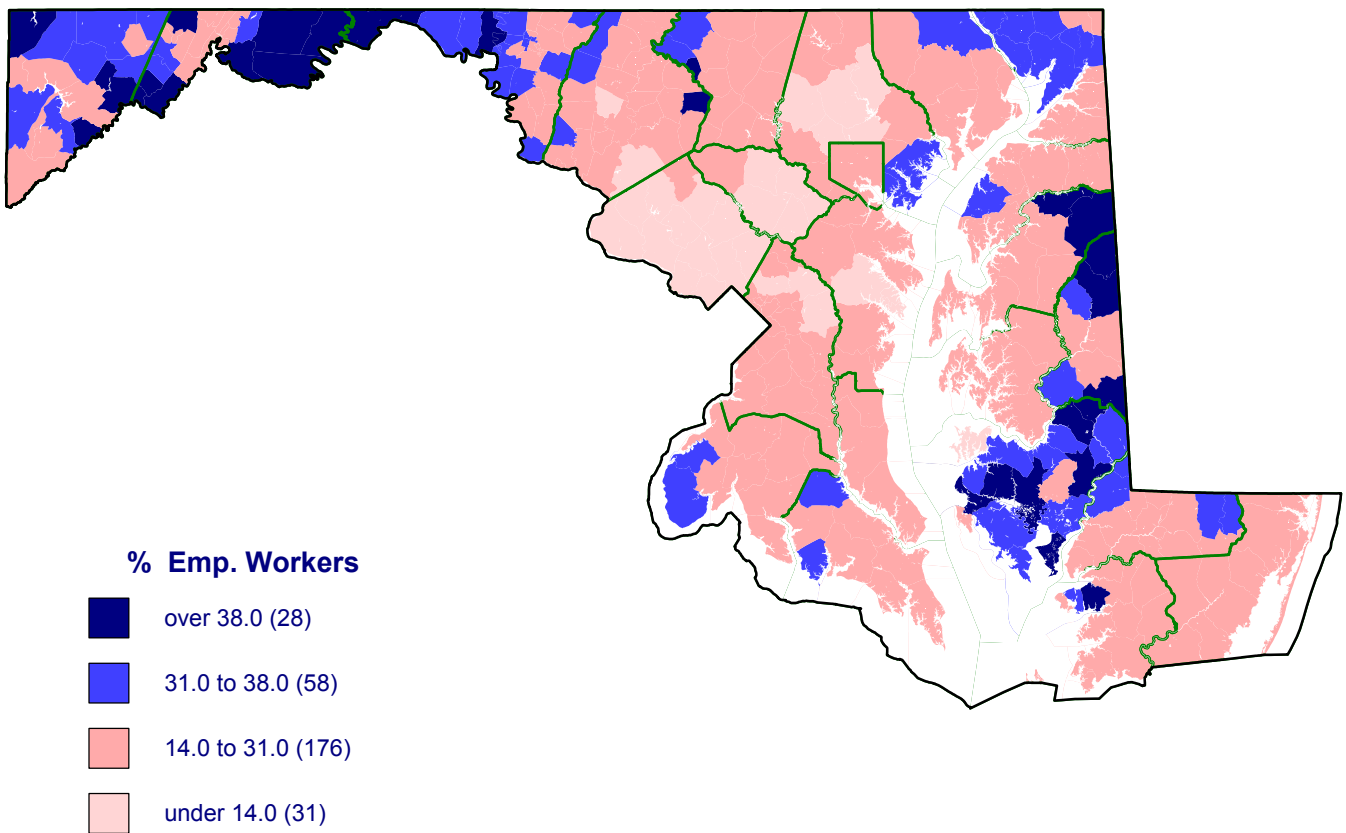 % Emp. Workers
over 38.0 (28)
31.0 to 38.0 (58)
14.0 to 31.0 (176)
under 14.0 (31)